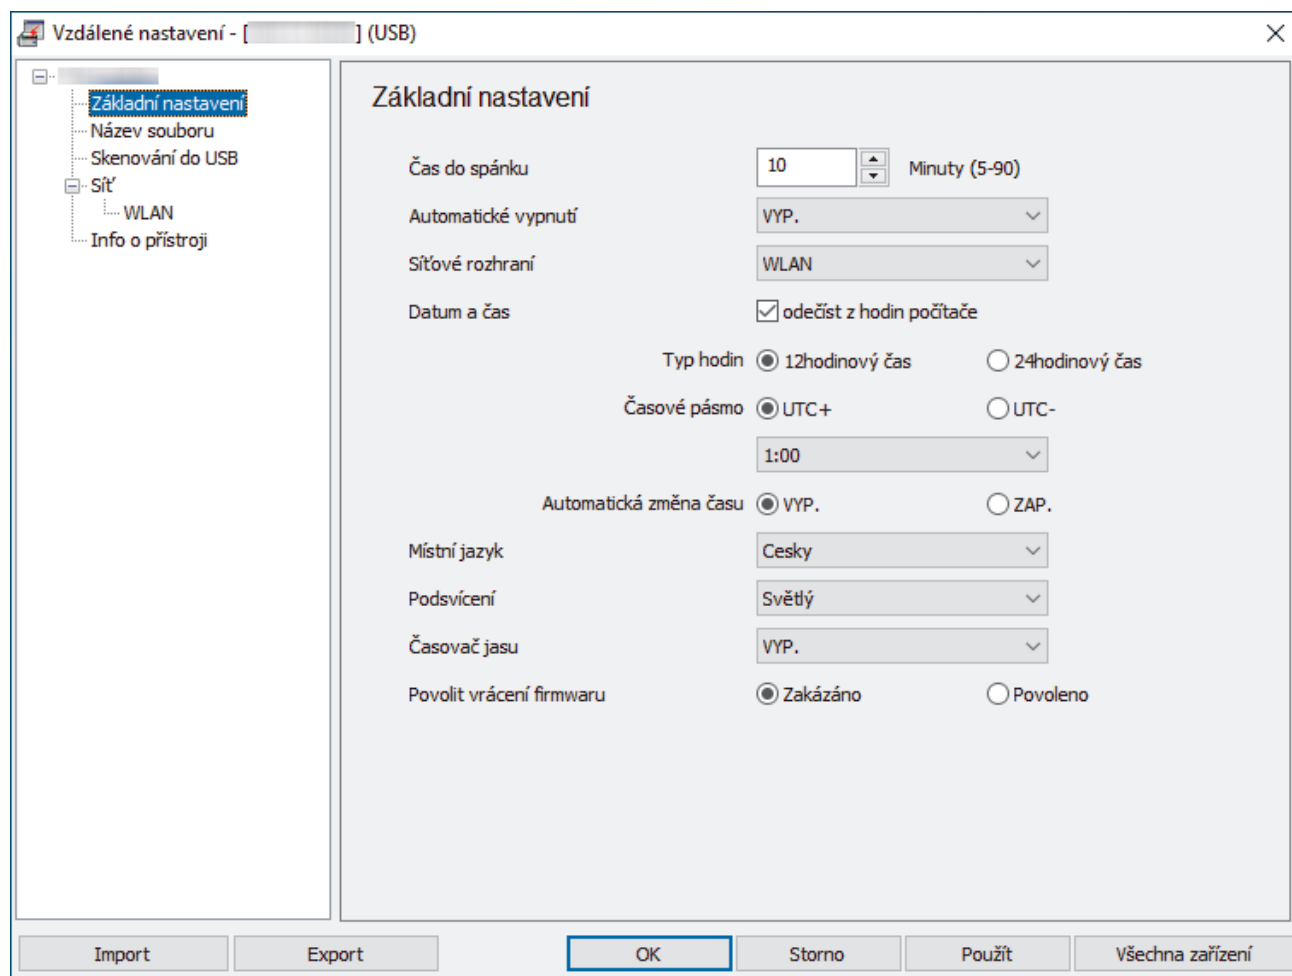 Vzdálené nastavení - [ ] (USB)
Základní nastavení
Název souboru
Skenování do USB
Síť
WLAN
Info o přístroji
Základní nastavení
Čas do spánku 10 Minuty (5-90)
Automatické vypnutí VYP.
Síťové rozhraní WLAN
Datum a čas odečíst z hodin počítače
Typ hodin 12hodinový čas 24hodinový čas
Časové pásmo UTC+ UTC-
1:00
Automatická změna času VYP. ZAP.
Místní jazyk Cesky
Podsvícení Světlý
Časovač jasu VYP.
Povolit vrácení firmwaru Zakázáno Povoleno
Import Export OK Storno Použít Všechna zařízení